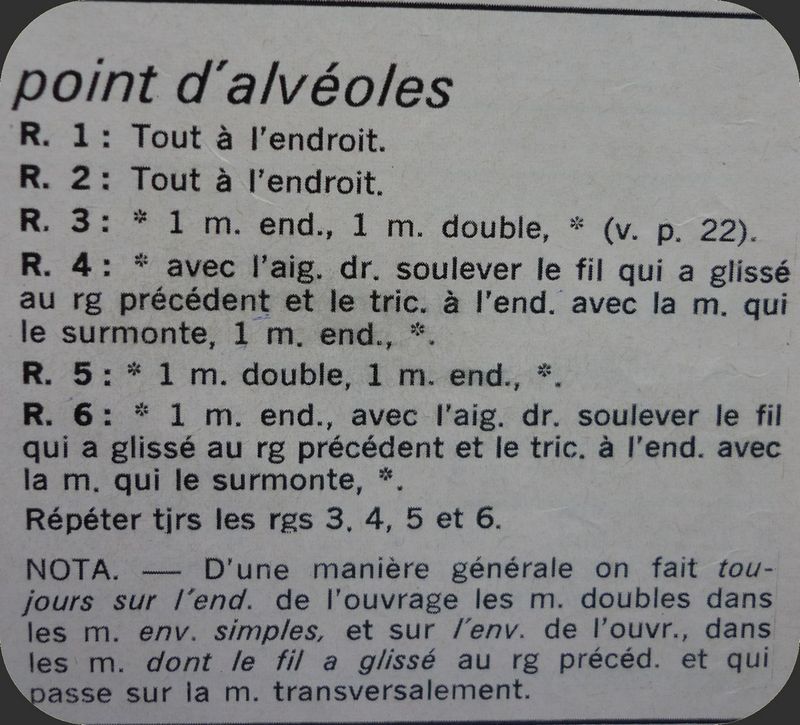 point d'alvéoles
R. 1 : Tout à l'endroit.
R. 2 : Tout à l'endroit.
R. 3 : * 1 m. end., 1 m. double, * (v. p. 22).
R. 4 : * avec l'aig. dr. soulever le fil qui a glissé
au rg précédent et le tric. à l'end. avec la m. qui
le surmonte, 1 m. end., *.
R. 5 : * 1 m. double, 1 m. end., *.
R. 6 : * 1 m. end., avec l'aig. dr. soulever le fil
qui a glissé au rg précédent et le tric. à l'end. avec
la m. qui le surmonte, *.
Répéter tjrs les rgs 3, 4, 5 et 6.
NOTA. — D'une manière générale on fait tou-
jours sur l'end. de l'ouvrage les m. doubles dans
les m. env. simples, et sur l'env. de l'ouvr., dans
les m. dont le fil a glissé au rg précéd. et qui
passe sur la m. transversalement.